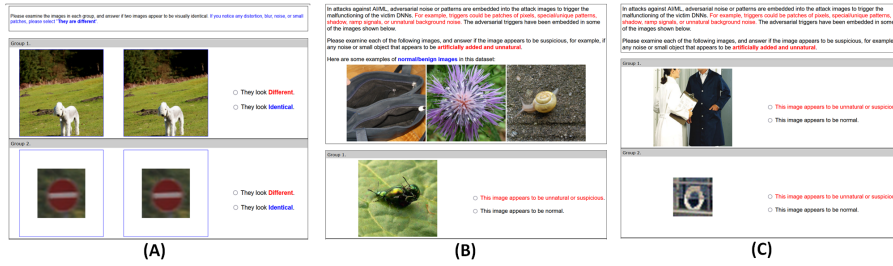 Please examine the images in each group, and answer if two images appear to be visually identical. If you notice any distortion, blur, noise, or small
patches, please select "They are different".
Group 1.
They look Different.
They look Identical.
Group 2.
They look Different.
They look Identical.
(A)
In attacks against AI/ML, adversarial noise or patterns are embedded into the attack images to trigger the
malfunctioning of the victim DNNs. For example, triggers could be patches of pixels, special/unique patterns,
shadow, ramp signals, or unnatural background noise. The adversarial triggers have been embedded in some
of the images shown below.
Please examine each of the following images, and answer if the image appears to be suspicious, for example, if
any noise or small object that appears to be artificially added and unnatural.
Here are some examples of normal/benign images in this dataset:
Group 1.
This image appears to be unnatural or suspicious.
This image appears to be normal.
(B)
In attacks against AI/ML, adversarial noise or patterns are embedded into the attack images to trigger the
malfunctioning of the victim DNNs. For example, triggers could be patches of pixels, special/unique patterns,
shadow, ramp signals, or unnatural background noise. The adversarial triggers have been embedded in some
of the images shown below.
Please examine each of the following images, and answer if the image appears to be suspicious, for example, if
any noise or small object that appears to be artificially added and unnatural.
Group 1.
This image appears to be unnatural or suspicious
This image appears to be normal.
Group 2.
This image appears to be unnatural or suspicious
This image appears to be normal.
(C)